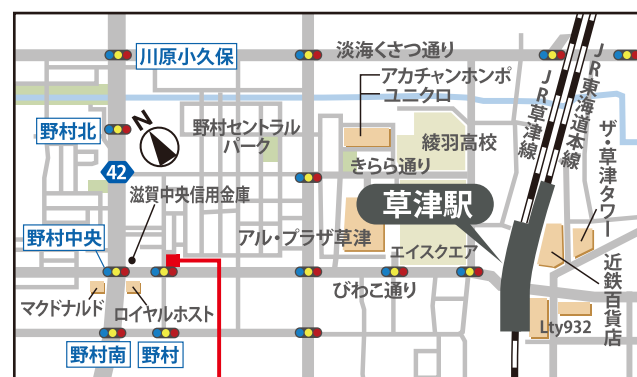 川原小久保
淡海くさつ通り
アカチャンホンポ
ユニクロ
JR草津線
JR東海道本線
野村北
N
野村セントラル
パーク
綾羽高校
きらら通り
ザ・草津タワー
42
滋賀中央信用金庫
草津駅
野村中央
アル・プラザ草津
エイスクエア
近鉄百貨店
びわこ通り
マクドナルド
ロイヤルホスト
Lty932
野村南
野村